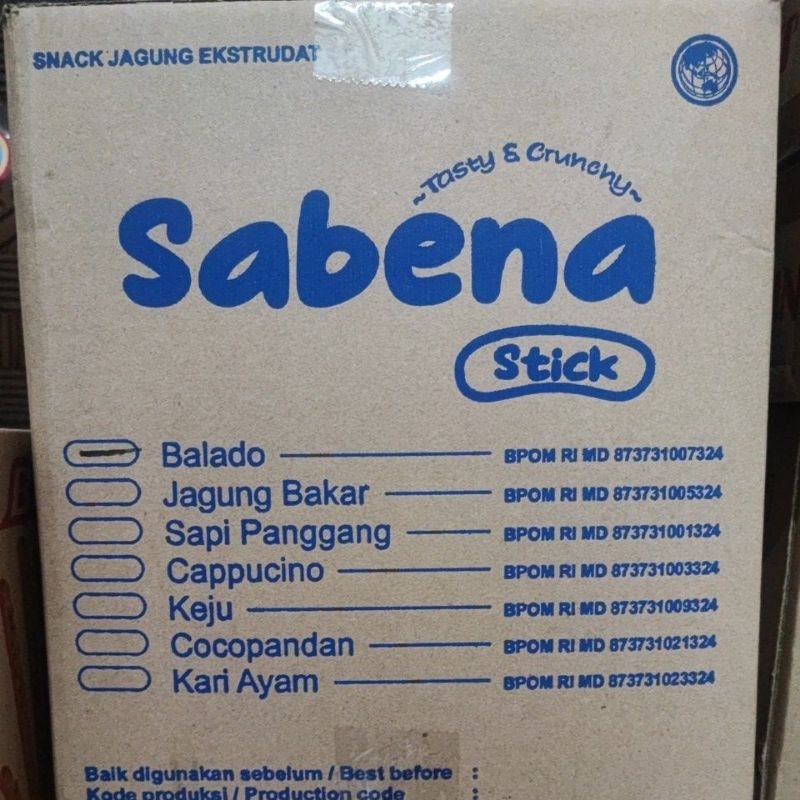 SNACK JAGUNG EKSTRUDAT
~Tasty & Crunchy~
Sabena
Stick
Balado BPOM RI MD 873731007324
Jagung Bakar BPOM RI MD 873731005324
Sapi Panggang BPOM RI MD 873731001324
Cappucino BPOM RI MD 873731003324
Keju BPOM RI MD 873731009324
Cocopandan BPOM RI MD 873731021324
Kari Ayam BPOM RI MD 873731023324
Baik digunakan sebelum / Best before :
Kode produksi / Production code :